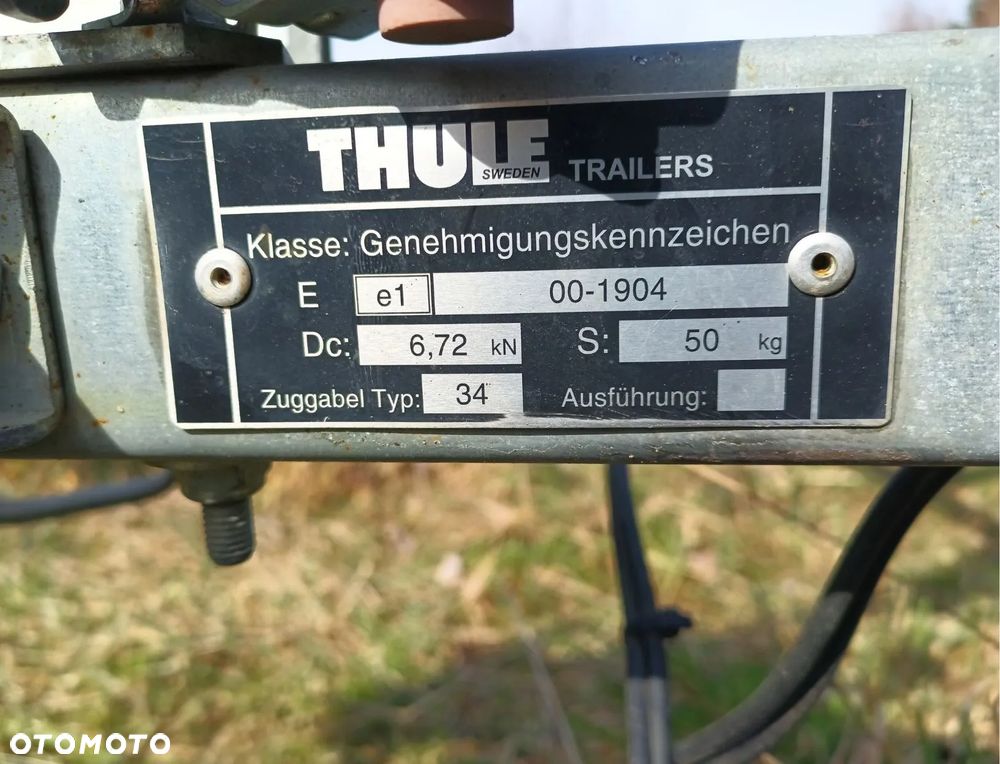 THULE SWEDEN TRAILERS
Klasse: Genehmigungskennzeichen
E e1 00-1904
Dc: 6,72 kN S: 50 kg
Zuggabel Typ: 34 Ausführung:
OTOMOTO